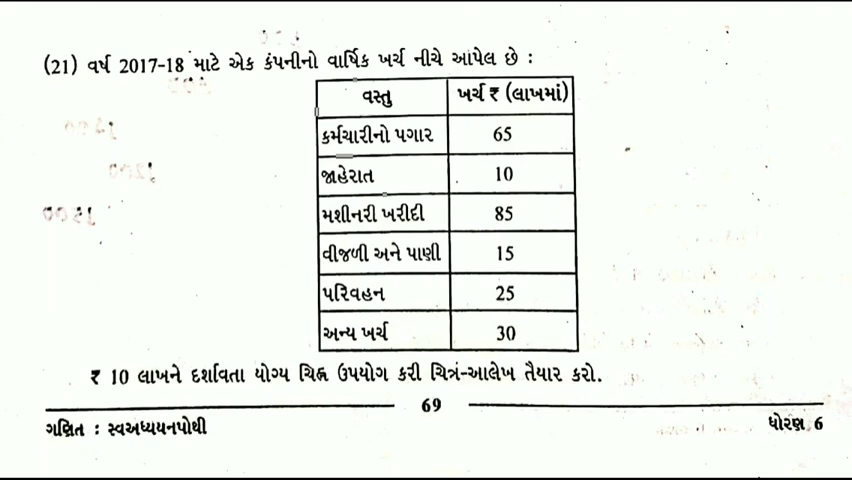 (21) વર્ષ 2017-18 માટે એક કંપનીનો વાર્ષિક ખર્ચ નીચે આપેલ છે :
વસ્તુ ખર્ચ ₹ (લાખમાં)
કર્મચારીનો પગાર 65
જાહેરાત 10
મશીનરી ખરીદી 85
વીજળી અને પાણી 15
પરિવહન 25
અન્ય ખર્ચ 30
₹ 10 લાખને દર્શાવતા યોગ્ય ચિહ્ન ઉપયોગ કરી ચિત્રં-આલેખ તૈયાર કરો.
69
ગણિત : સ્વઅધ્યયનપોથી
ધોરણ 6